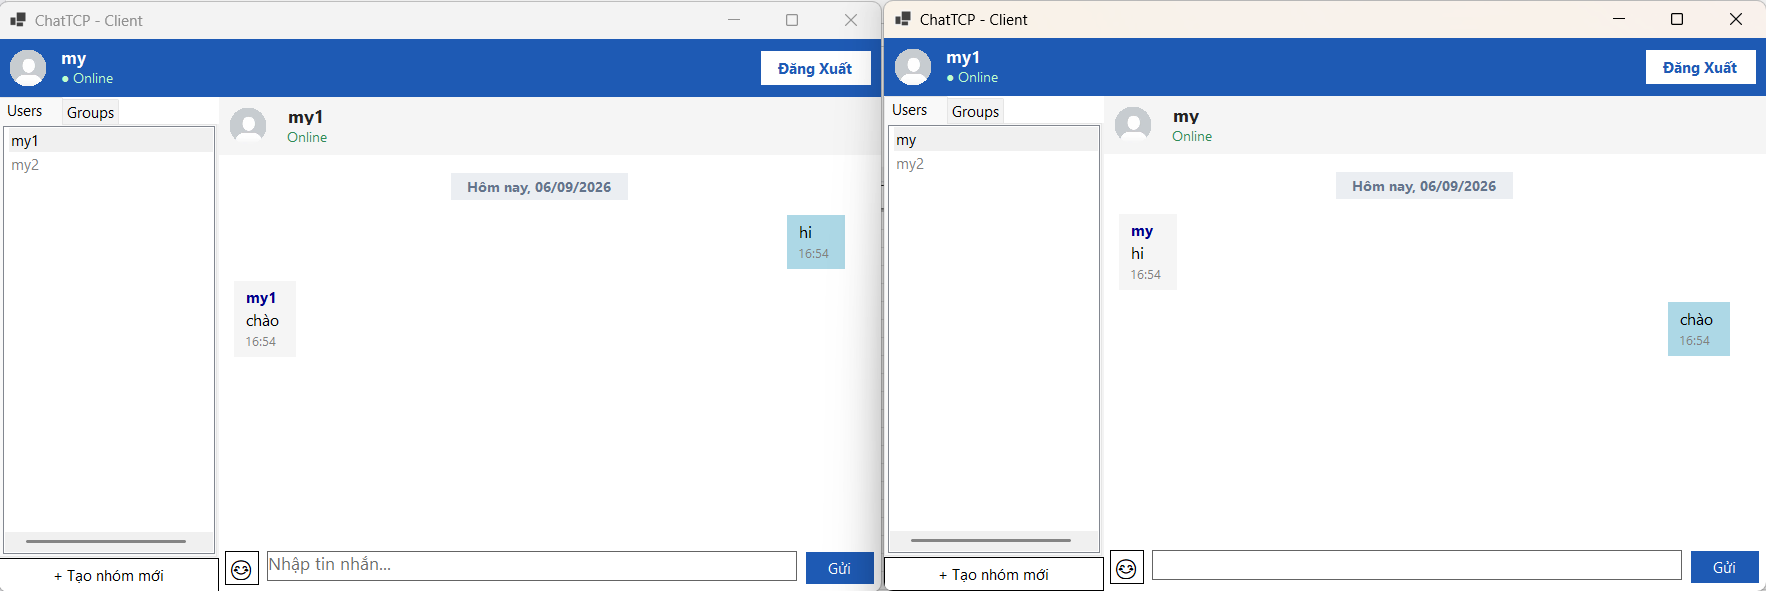 ChatTCP - Client
my
● Online
Đăng Xuất
Users
Groups
my1
my2
my1
Online
Hôm nay, 06/09/2026
hi
16:54
my1
chào
16:54
+ Tạo nhóm mới
Nhập tin nhắn...
Gửi
ChatTCP - Client
my1
● Online
Đăng Xuất
Users
Groups
my
my2
my
Online
Hôm nay, 06/09/2026
my
hi
16:54
chào
16:54
+ Tạo nhóm mới
Gửi